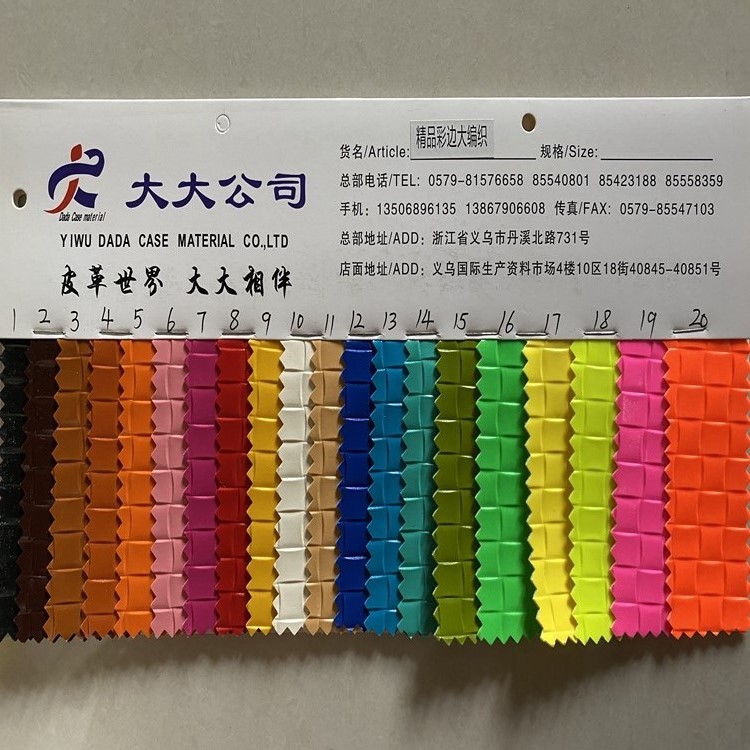 大大公司
Dada Case material
YIWU DADA CASE MATERIAL CO.,LTD
皮革世界 大大相伴
货名/Article: 精品彩边大编织 规格/Size:
总部电话/TEL: 0579-81576658 85540801 85423188 85558359
手机: 13506896135 13867906608 传真/FAX: 0579-85547103
总部地址/ADD: 浙江省义乌市丹溪北路731号
店面地址/ADD: 义乌国际生产资料市场4楼10区18街40845-40851号
1 2 3 4 5 6 7 8 9 10 11 12 13 14 15 16 17 18 19 20